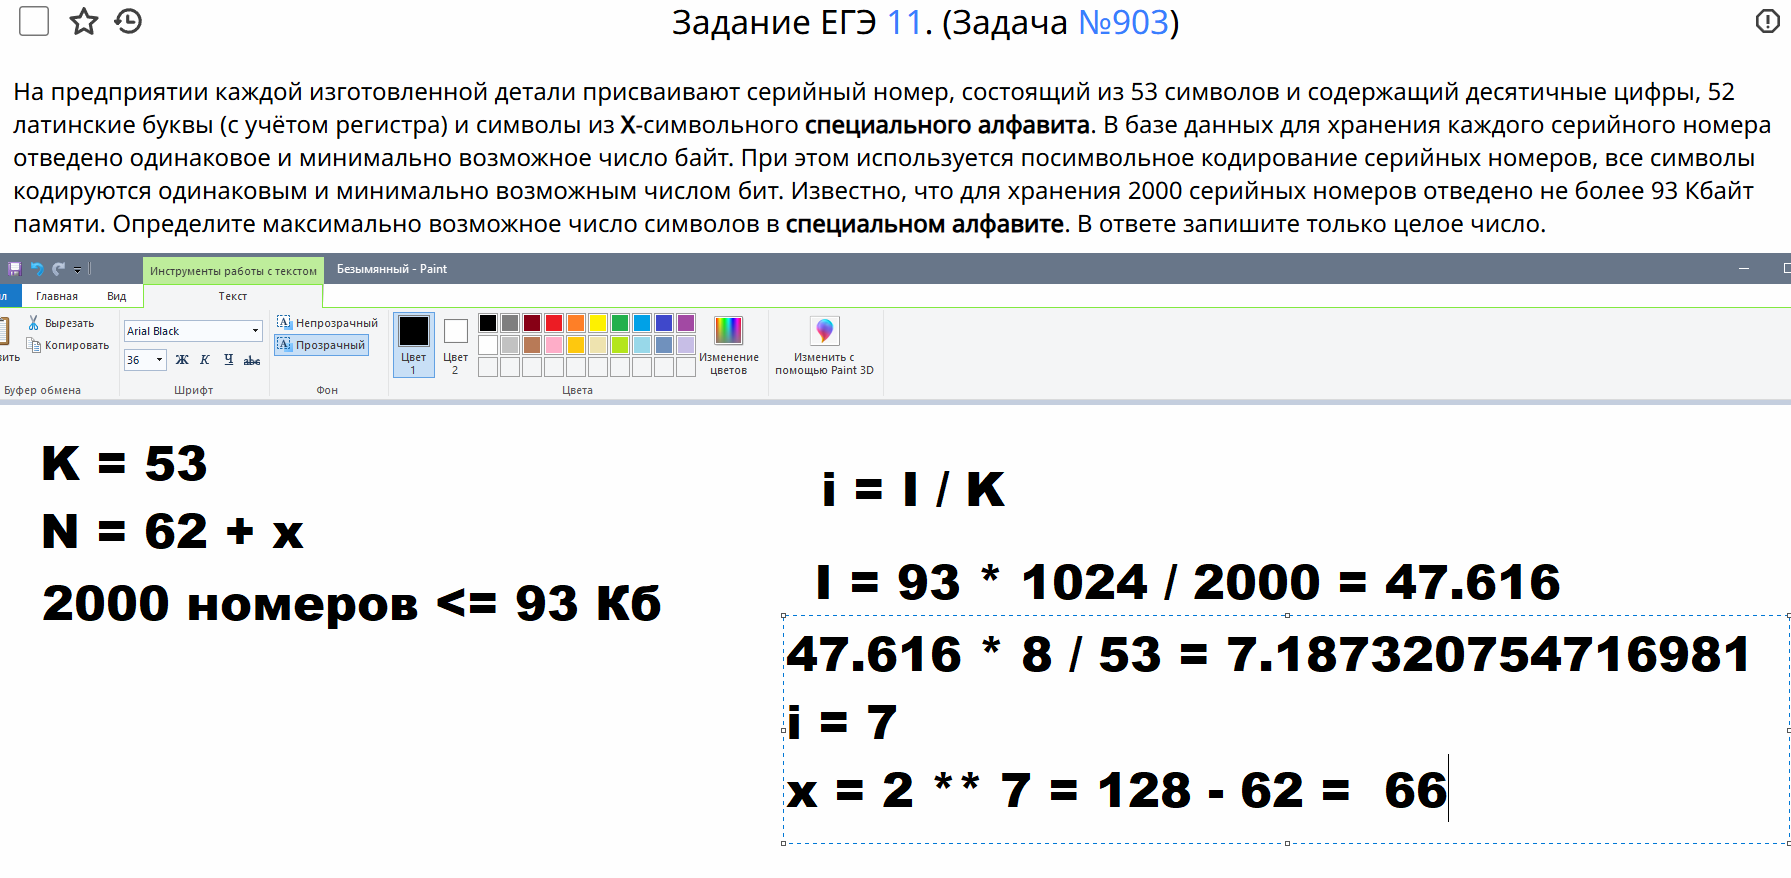 Задание ЕГЭ 11. (Задача №903)
На предприятии каждой изготовленной детали присваивают серийный номер, состоящий из 53 символов и содержащий десятичные цифры, 52
латинские буквы (с учётом регистра) и символы из X-символьного специального алфавита. В базе данных для хранения каждого серийного номера
отведено одинаковое и минимально возможное число байт. При этом используется посимвольное кодирование серийных номеров, все символы
кодируются одинаковым и минимально возможным числом бит. Известно, что для хранения 2000 серийных номеров отведено не более 93 Кбайт
памяти. Определите максимально возможное число символов в специальном алфавите. В ответе запишите только целое число.
Инструменты работы с текстом
Безымянный - Paint
Главная
Вид
Текст
Вырезать
Копировать
Буфер обмена
Arial Black
36
Ж К Ч abc
Шрифт
Непрозрачный
Прозрачный
Фон
Цвет
1
Цвет
2
Цвета
Изменение
цветов
Изменить с
помощью Paint 3D
K = 53
N = 62 + x
2000 номеров <= 93 Кб
i = I / K
I = 93 * 1024 / 2000 = 47.616
47.616 * 8 / 53 = 7.187320754716981
i = 7
x = 2 ** 7 = 128 - 62 = 66